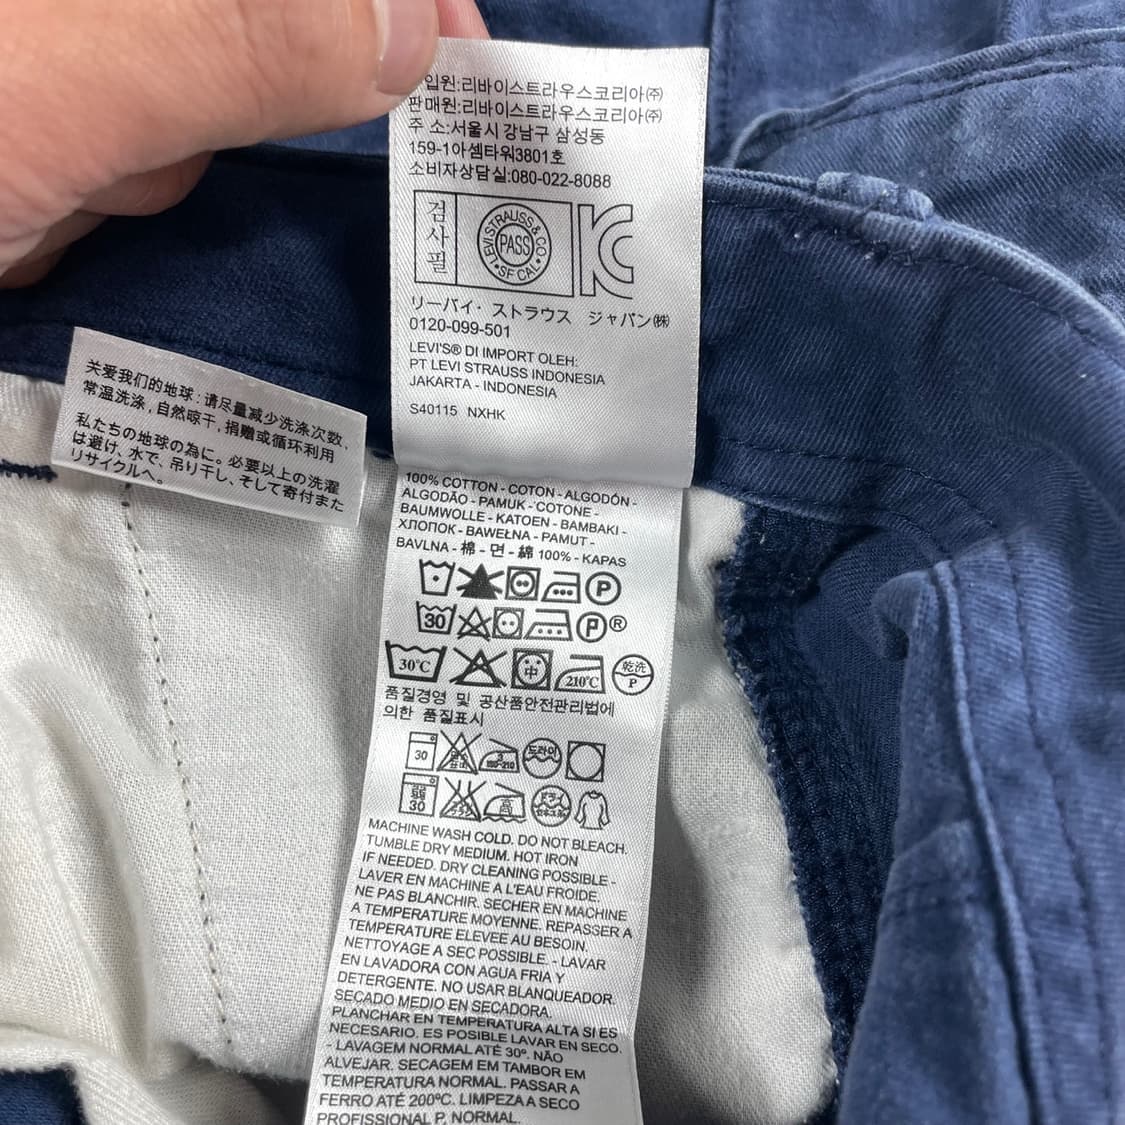 입원:리바이스트라우스코리아㈜
판매원:리바이스트라우스코리아㈜
주 소:서울시 강남구 삼성동
159-1아셈타워3801호
소비자상담실:080-022-8088
검사필
LEVI STRAUSS & CO
PASS
SF CAL
リーバイ・ストラウス ジャパン㈱
0120-099-501
LEVI'S® DI IMPORT OLEH:
PT LEVI STRAUSS INDONESIA
JAKARTA - INDONESIA
S40115 NXHK
关爱我们的地球：请尽量减少洗涤次数、
常温洗涤，自然晾干，捐赠或循环利用
私たちの地球の為に。必要以上の洗濯
は避け、水で、吊り干し、そして寄付また
リサイクルへ。
100% COTTON - COTON - ALGODÓN -
ALGODÃO - PAMUK - COTONE -
BAUMWOLLE - KATOEN - BAMBAKI -
ХЛОПОК - BAWEŁNA - PAMUT -
BAVLNA - 棉 - 면 - 綿 100% - KAPAS
P
30 P ®
30°C 中 210°C 乾洗 P
품질경영 및 공산품안전관리법에
의한 품질표시
30 드라이
弱 30 高
MACHINE WASH COLD. DO NOT BLEACH.
TUMBLE DRY MEDIUM. HOT IRON
IF NEEDED. DRY CLEANING POSSIBLE -
LAVER EN MACHINE A L'EAU FROIDE.
NE PAS BLANCHIR. SECHER EN MACHINE
A TEMPERATURE MOYENNE. REPASSER A
TEMPERATURE ELEVEE AU BESOIN.
NETTOYAGE A SEC POSSIBLE. - LAVAR
EN LAVADORA CON AGUA FRIA Y
DETERGENTE. NO USAR BLANQUEADOR.
SECADO MEDIO EN SECADORA.
PLANCHAR EN TEMPERATURA ALTA SI ES
NECESARIO. ES POSIBLE LAVAR EN SECO.
- LAVAGEM NORMAL ATÉ 30º. NÃO
ALVEJAR. SECAGEM EM TAMBOR EM
TEMPERATURA NORMAL. PASSAR A
FERRO ATÉ 200ºC. LIMPEZA A SECO
PROFISSIONAL P, NORMAL.